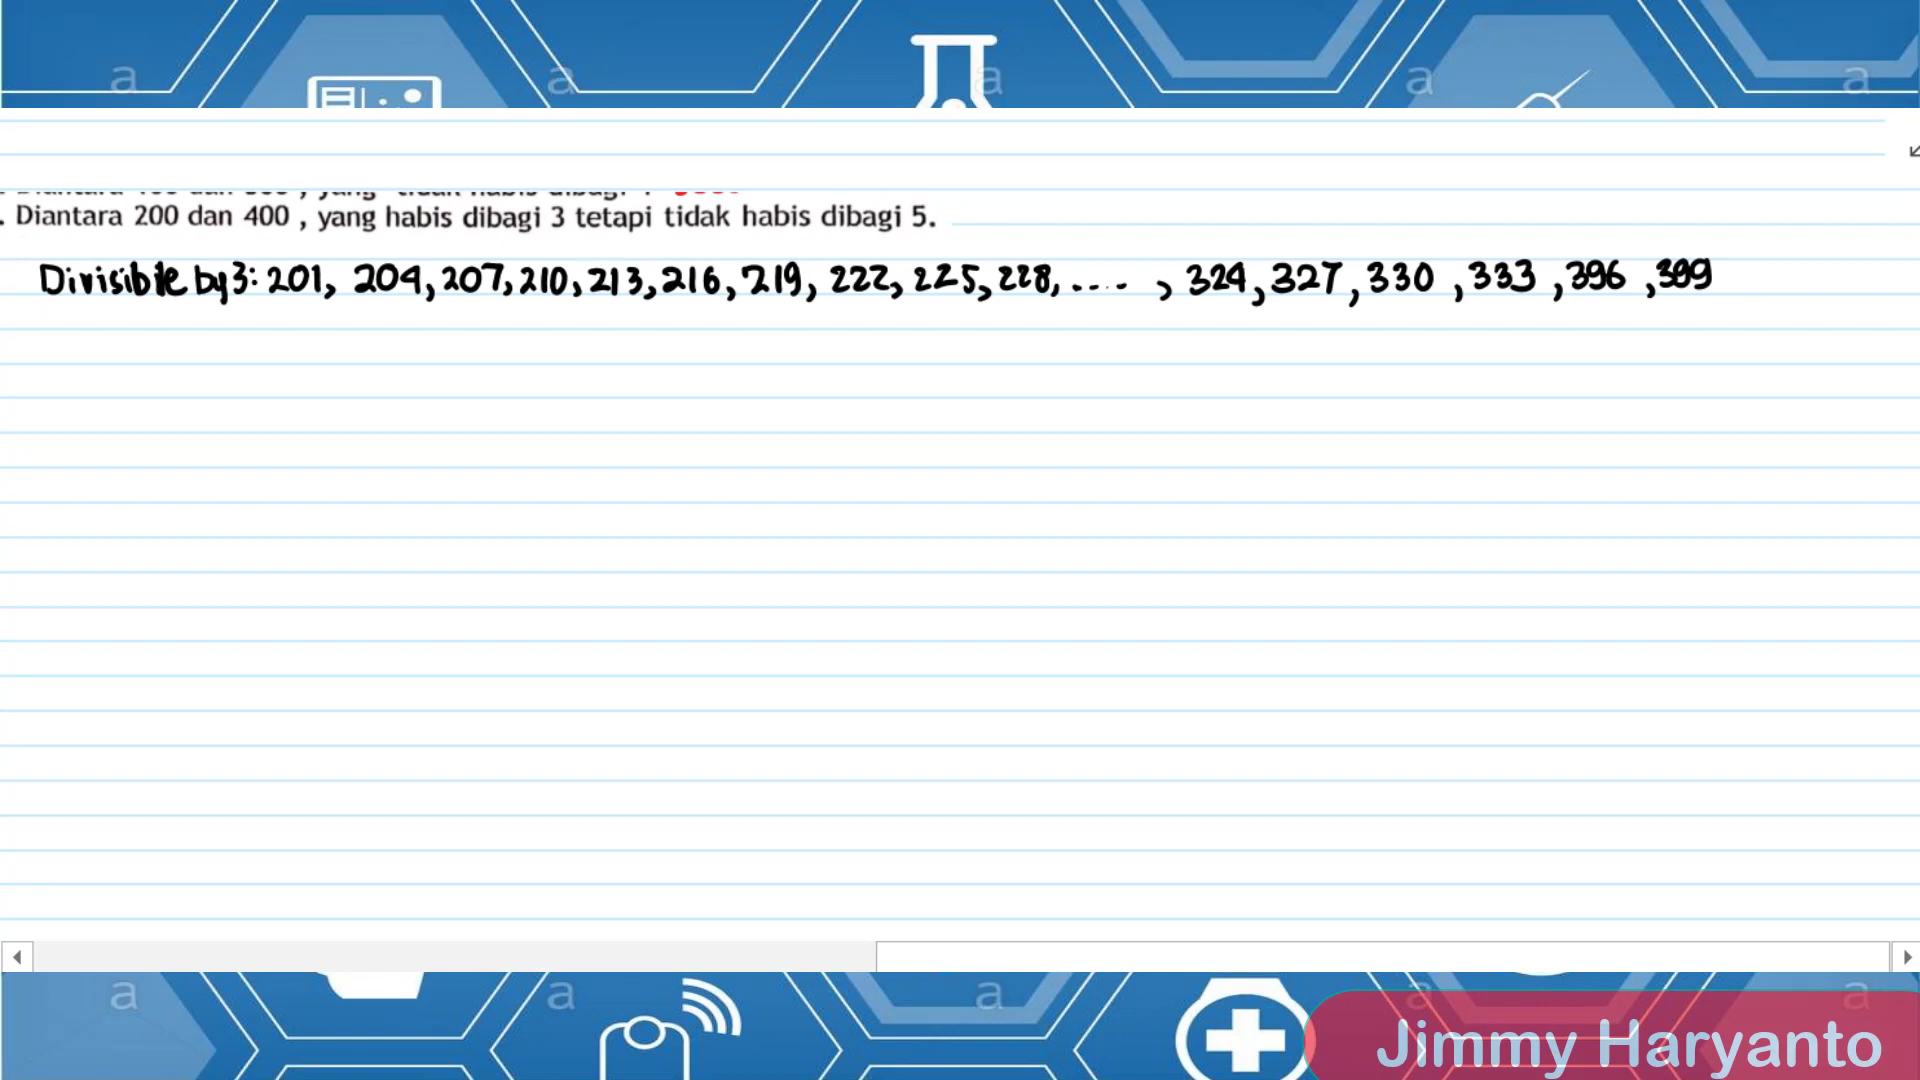 . Diantara 200 dan 400 , yang habis dibagi 3 tetapi tidak habis dibagi 5.
Divisible by 3: 201, 204, 207, 210, 213, 216, 219, 222, 225, 228, .... , 324, 327, 330 , 333 , 396 , 399
a a a a a
a a a a a
Jimmy Haryanto